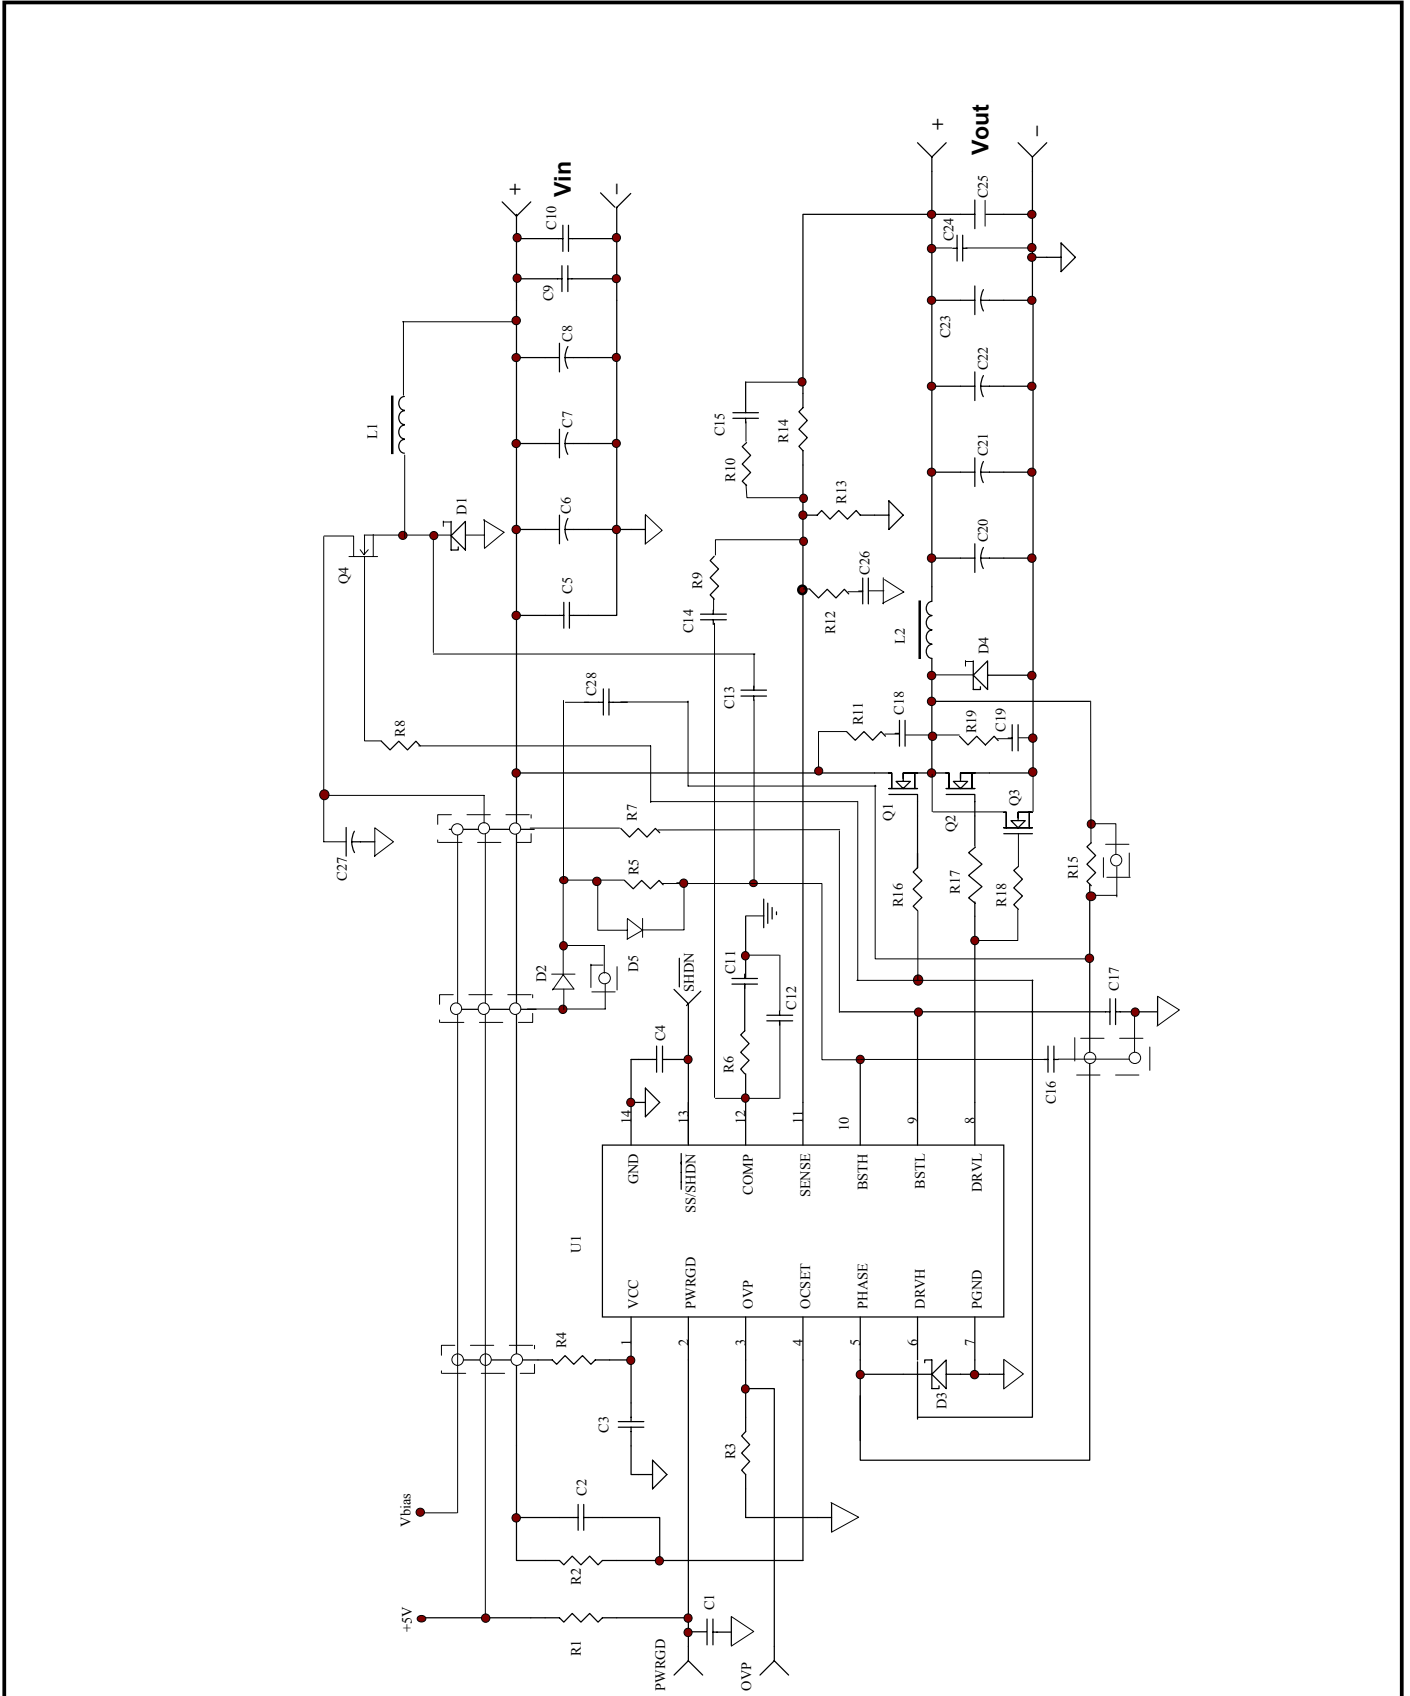 +
Vout
−
+
Vin
−
C10
C25
C24
C9
C8
C23
L1
C15
R14
C7
C22
R10
C21
R13
D1
C6
Q4
C20
R9
C26
C5
C14
R12
L2
D4
C28
C13
R8
R11
C18
R19
C19
Q1
Q2
Q3
R7
C27
R5
R16
R17
R18
R15
D2
D5
SHDN
C11
C12
C17
C4
R6
C16
14
13
12
11
10
9
8
GND
SS/SHDN
COMP
SENSE
BSTH
BSTL
DRVL
U1
VCC
PWRGD
OVP
OCSET
PHASE
DRVH
PGND
1
2
3
4
5
6
7
R4
D3
C3
R3
Vbias
C2
R2
+5V
R1
C1
PWRGD
OVP